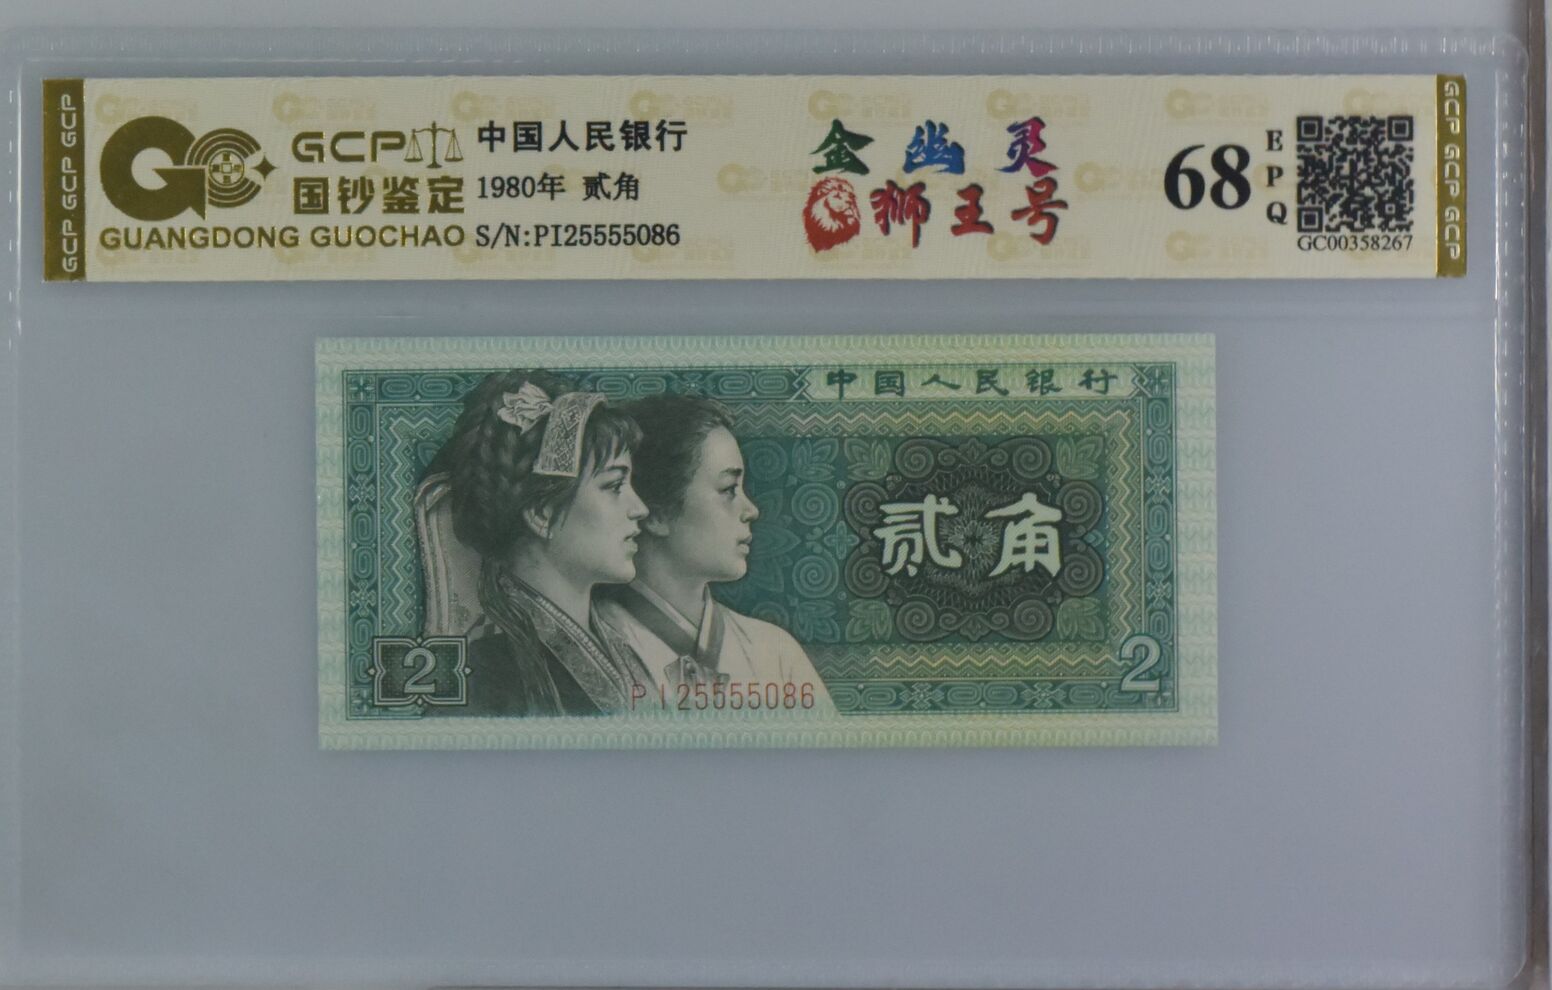 GCP GCP GCP
GCP
国钞鉴定
GUANGDONG GUOCHAO
中国人民银行
1980年 贰角
S/N:PI25555086
金幽灵
狮王号
68
EPQ
GC00358267
GCP GCP GCP
中国人民银行
贰角
2
2
PI25555086